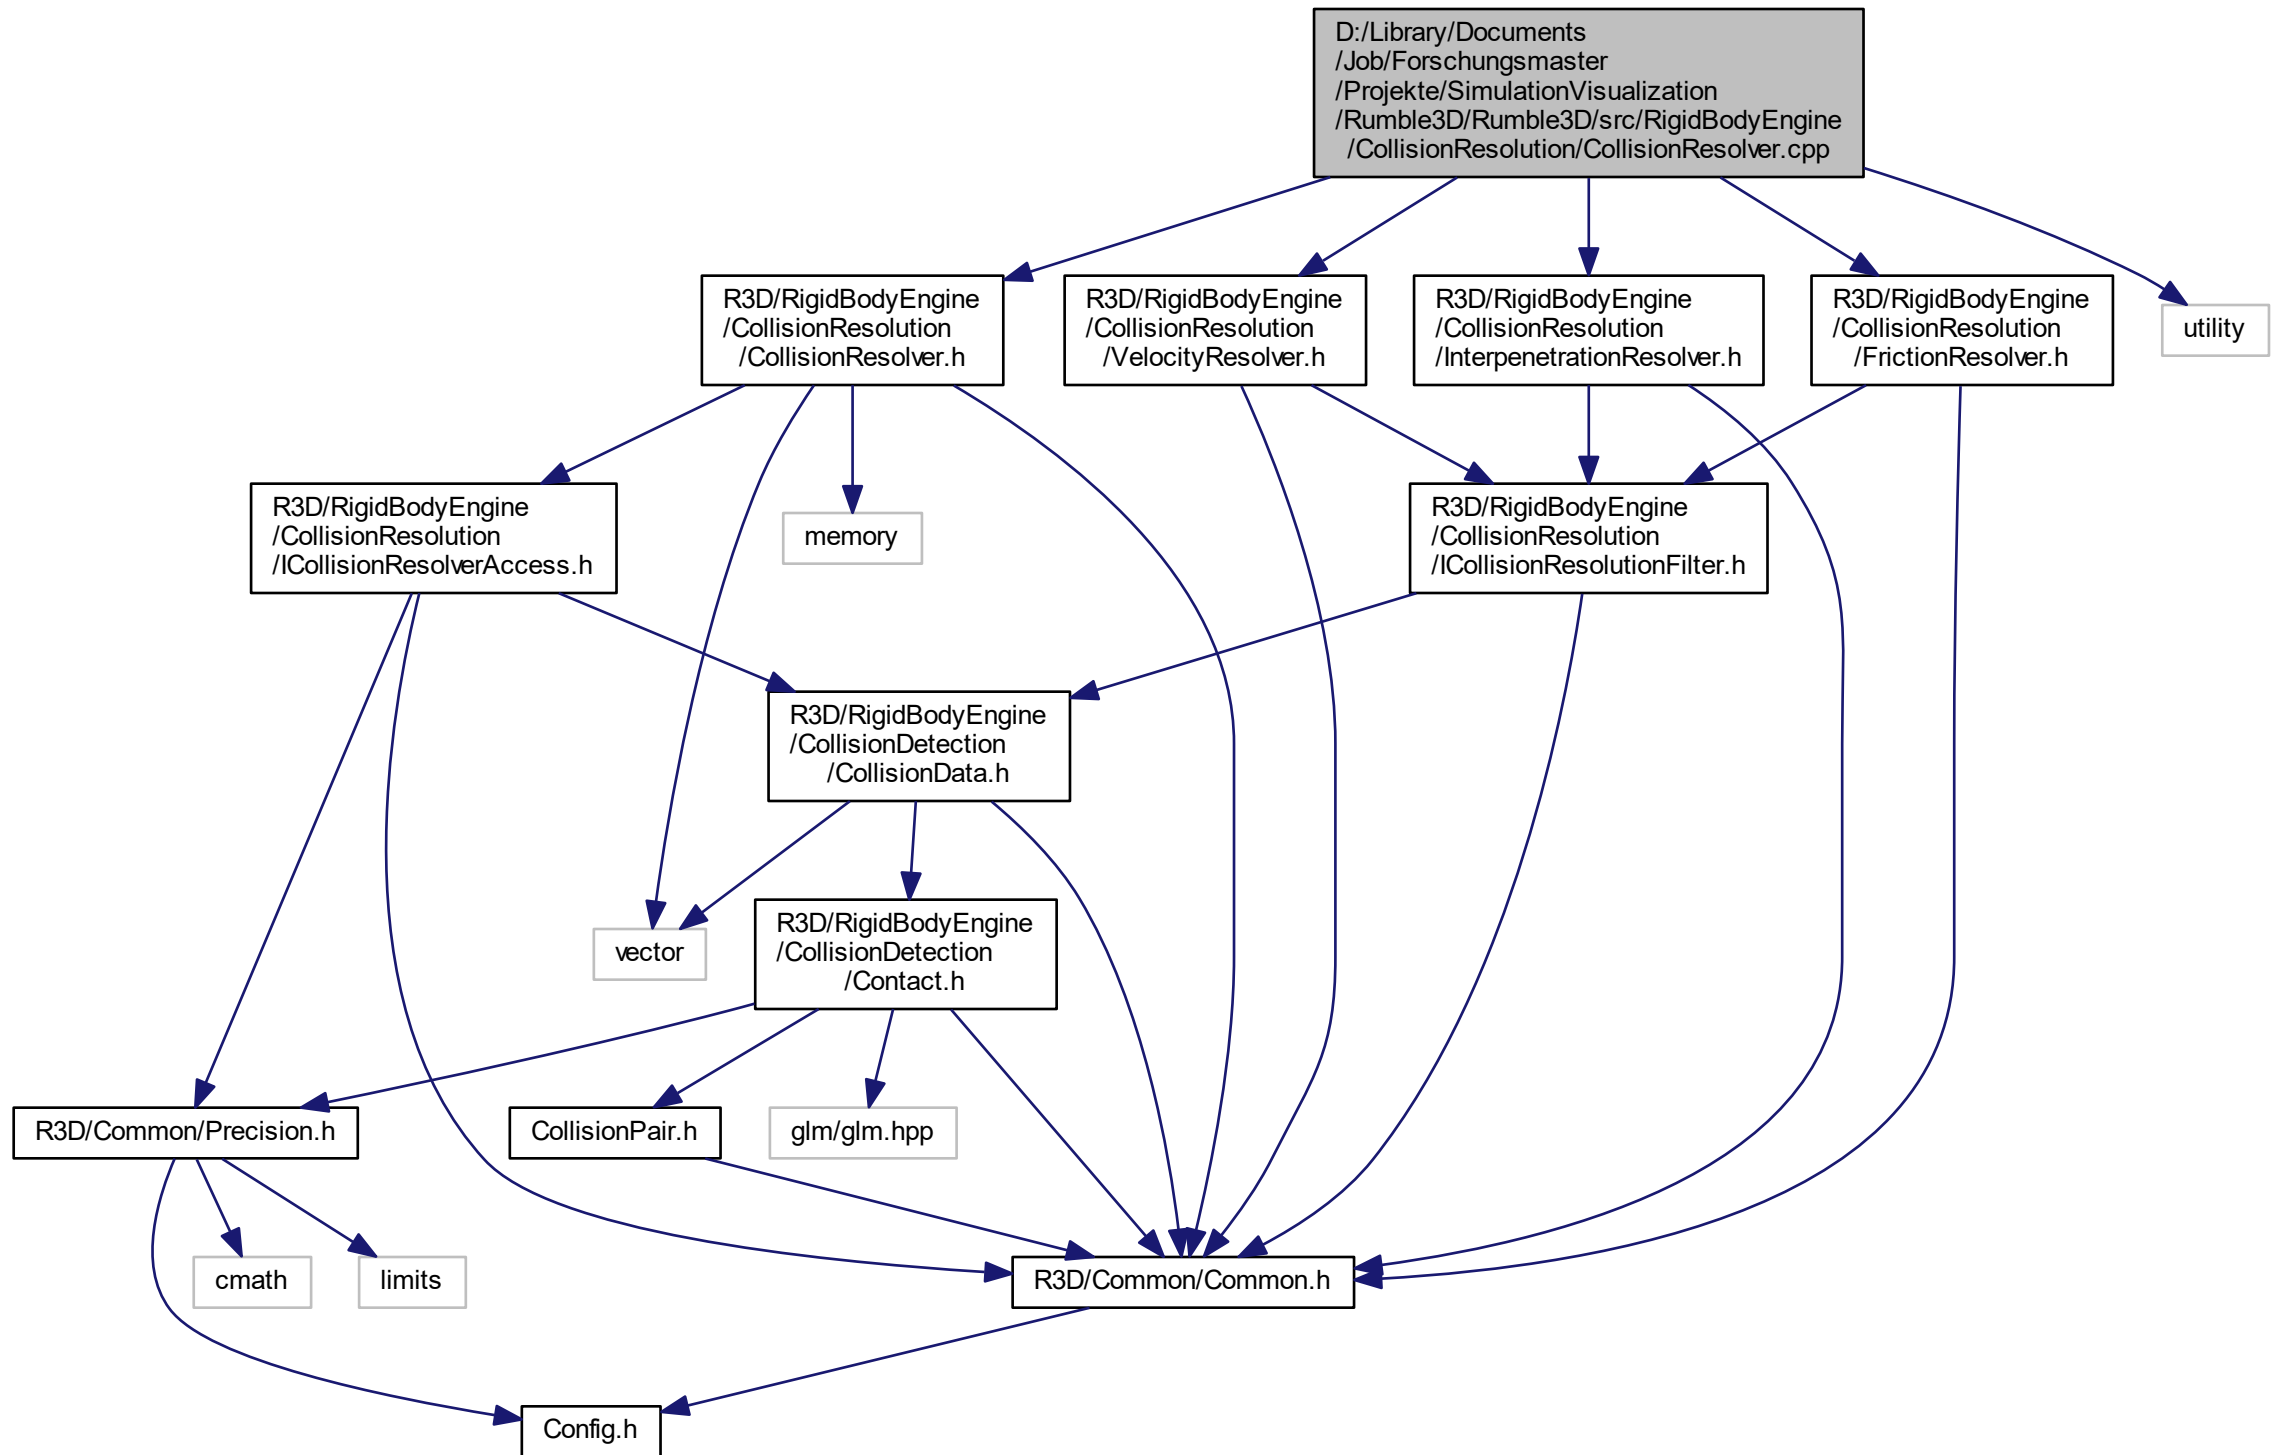 D:/Library/Documents
/Job/Forschungsmaster
/Projekte/SimulationVisualization
/Rumble3D/Rumble3D/src/RigidBodyEngine
/CollisionResolution/CollisionResolver.cpp
R3D/RigidBodyEngine
/CollisionResolution
/CollisionResolver.h
R3D/RigidBodyEngine
/CollisionResolution
/VelocityResolver.h
R3D/RigidBodyEngine
/CollisionResolution
/InterpenetrationResolver.h
R3D/RigidBodyEngine
/CollisionResolution
/FrictionResolver.h
utility
R3D/RigidBodyEngine
/CollisionResolution
/ICollisionResolverAccess.h
memory
R3D/RigidBodyEngine
/CollisionResolution
/ICollisionResolutionFilter.h
R3D/RigidBodyEngine
/CollisionDetection
/CollisionData.h
vector
R3D/RigidBodyEngine
/CollisionDetection
/Contact.h
R3D/Common/Precision.h
CollisionPair.h
glm/glm.hpp
cmath
limits
R3D/Common/Common.h
Config.h